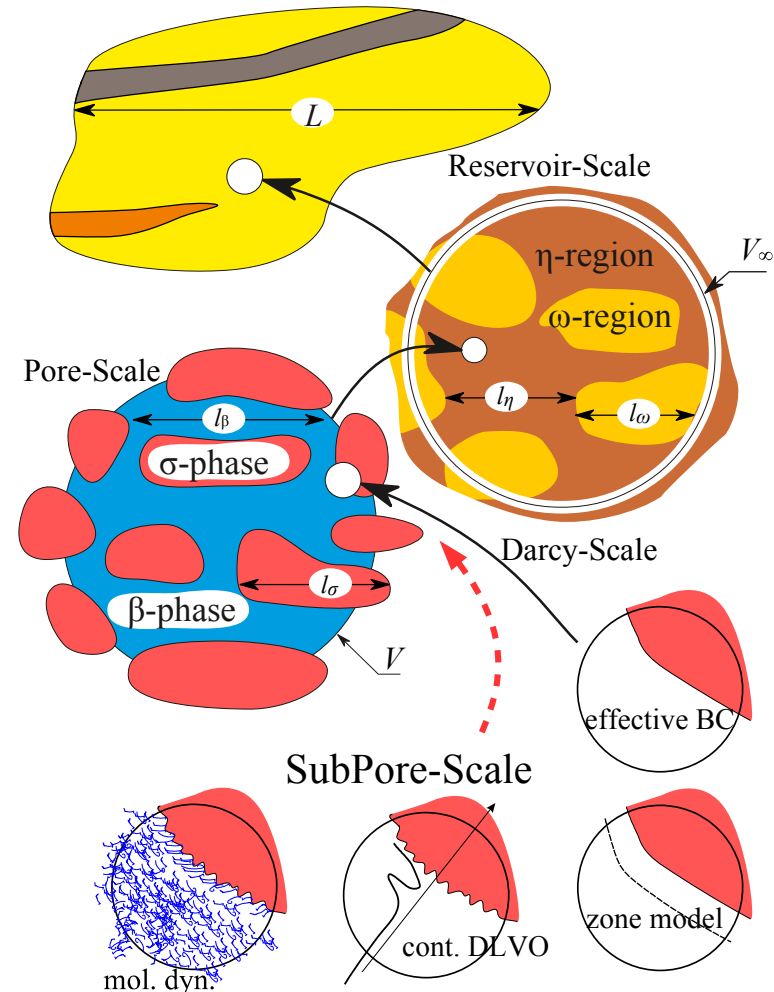 L
Reservoir-Scale
V∞
η-region
ω-region
Pore-Scale
lη
lω
lβ
σ-phase
Darcy-Scale
lσ
β-phase
V
effective BC
SubPore-Scale
zone model
cont. DLVO
mol. dyn.